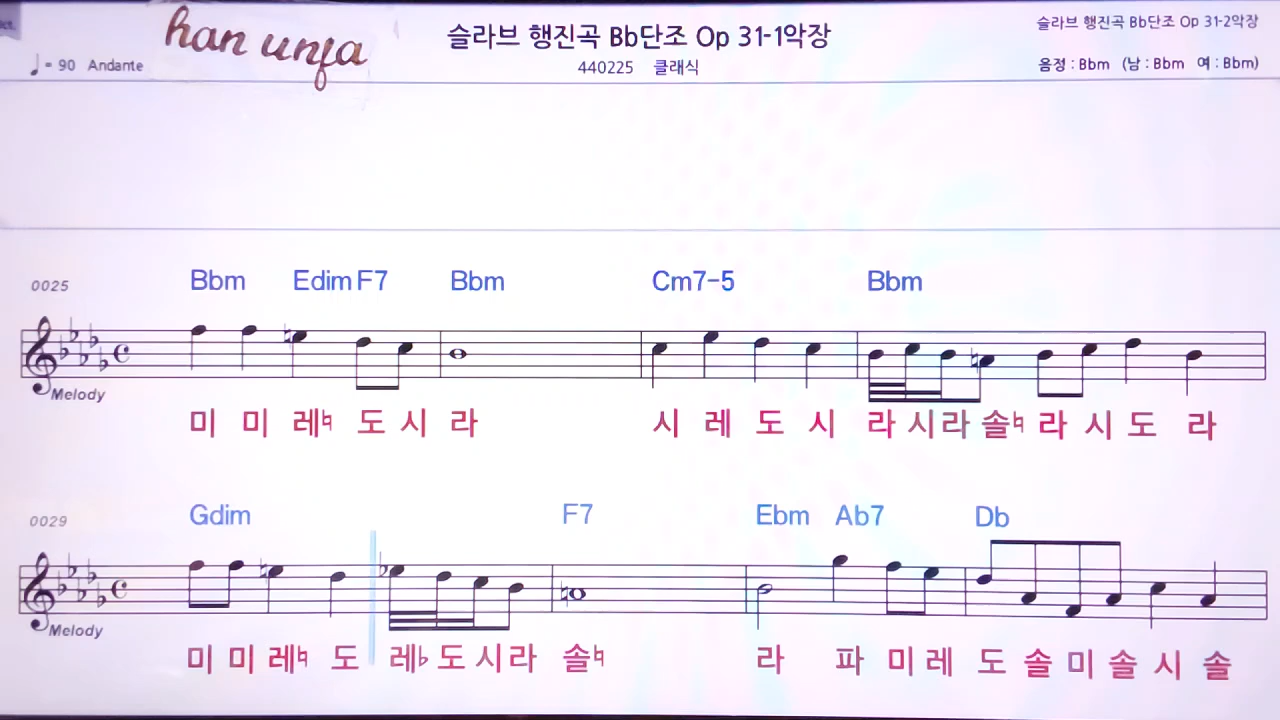 han unfa
슬라브 행진곡 Bb단조 Op 31-1악장
슬라브 행진곡 Bb단조 Op 31-2악장
♩= 90 Andante
440225 클래식
음정 : Bbm (남 : Bbm 여 : Bbm)
0025 Bbm Edim F7 Bbm Cm7-5 Bbm
Melody
미 미 레♮ 도 시 라 시 레 도 시 라 시 라 솔♮ 라 시 도 라
0029 Gdim F7 Ebm Ab7 Db
Melody
미 미 레♮ 도 레♭ 도 시 라 솔♮ 라 파 미 레 도 솔 미 솔 시 솔